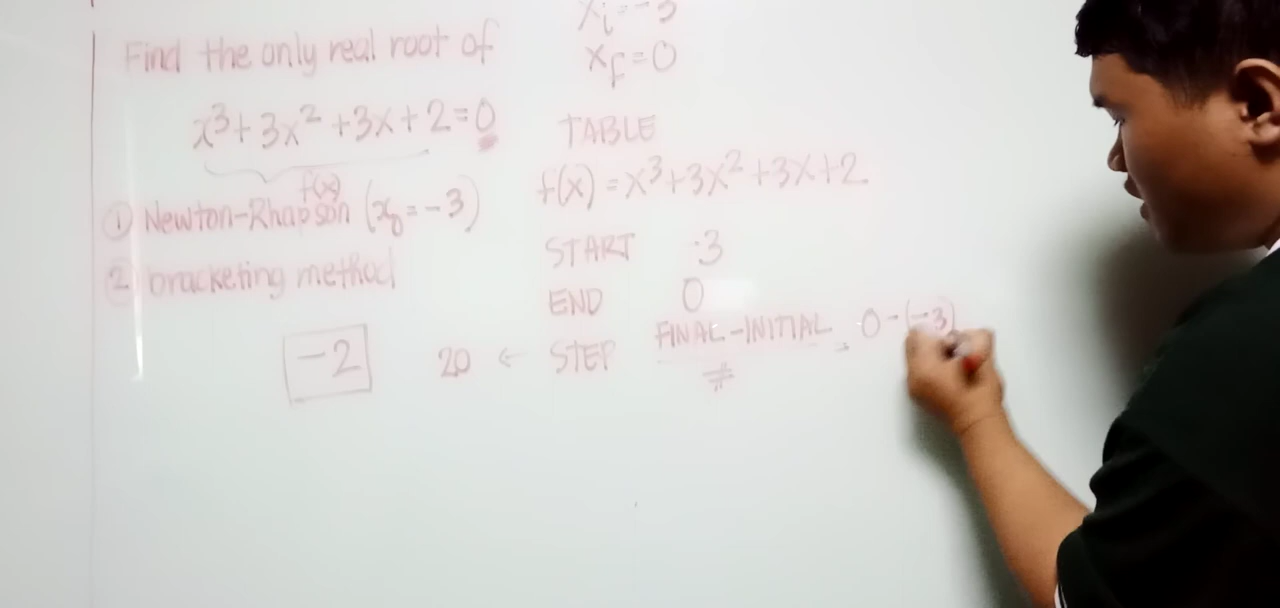 Find the only real root of
x³+3x²+3x+2=0
f(x)
① Newton-Rhapson (x₀=-3)
② bracketing method
-2
xᵢ=-3
x_f=0
TABLE
f(x)=x³+3x²+3x+2
START -3
END 0
20 ← STEP FINAL-INITIAL = 0-(-3)
#